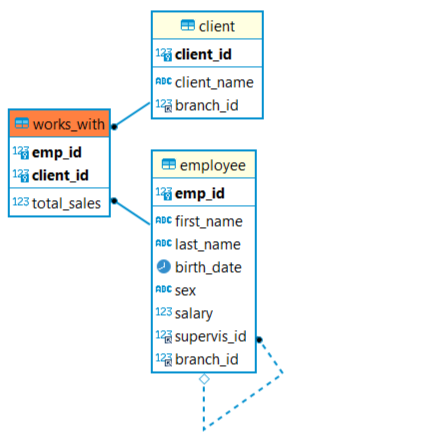 client
123 client_id
ABC client_name
123 branch_id
works_with
123 emp_id
123 client_id
123 total_sales
employee
123 emp_id
ABC first_name
ABC last_name
birth_date
ABC sex
123 salary
123 supervis_id
123 branch_id